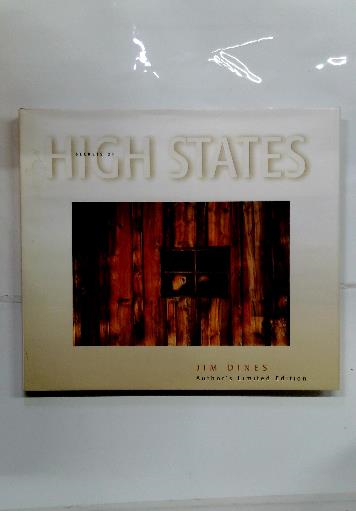 SECRETS OF
HIGH STATES
JIM DINES
Author's Limited Edition